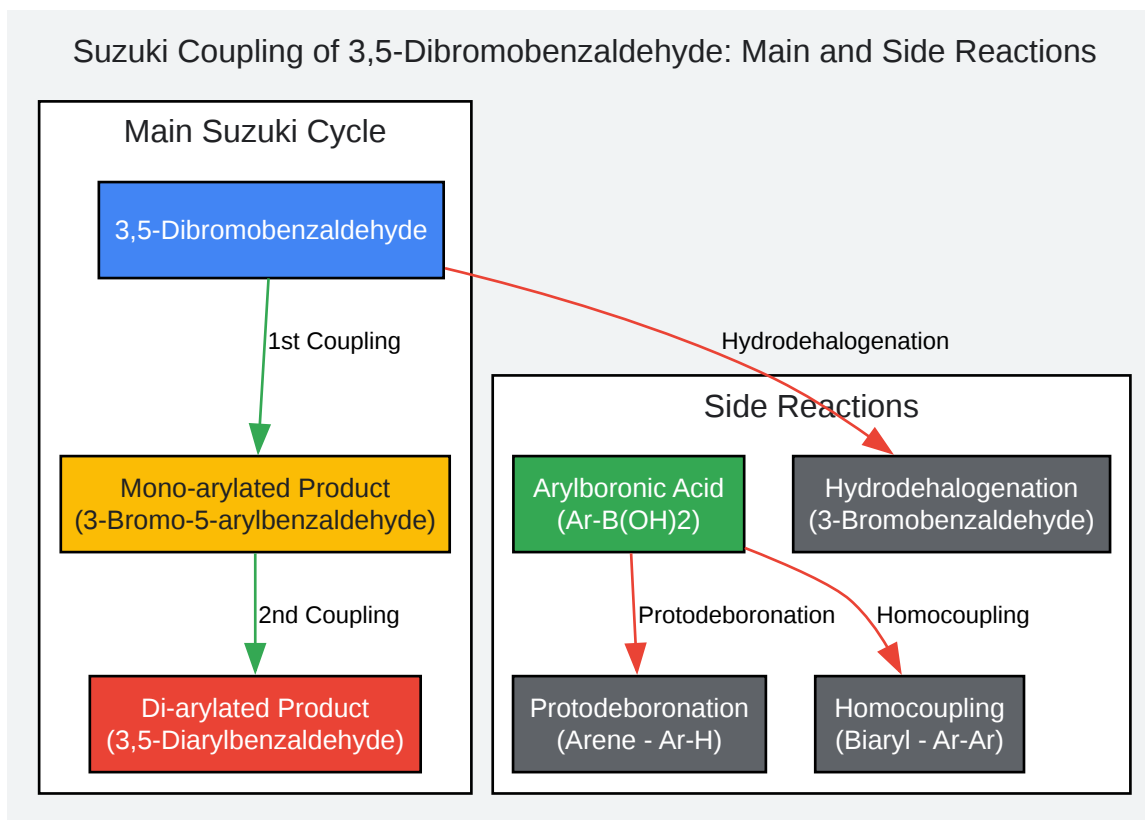 Suzuki Coupling of 3,5-Dibromobenzaldehyde: Main and Side Reactions
Main Suzuki Cycle
3,5-Dibromobenzaldehyde
1st Coupling
Hydrodehalogenation
Side Reactions
Mono-arylated Product
(3-Bromo-5-arylbenzaldehyde)
Arylboronic Acid
(Ar-B(OH)2)
Hydrodehalogenation
(3-Bromobenzaldehyde)
2nd Coupling
Protodeboronation
Homocoupling
Di-arylated Product
(3,5-Diarylbenzaldehyde)
Protodeboronation
(Arene - Ar-H)
Homocoupling
(Biaryl - Ar-Ar)